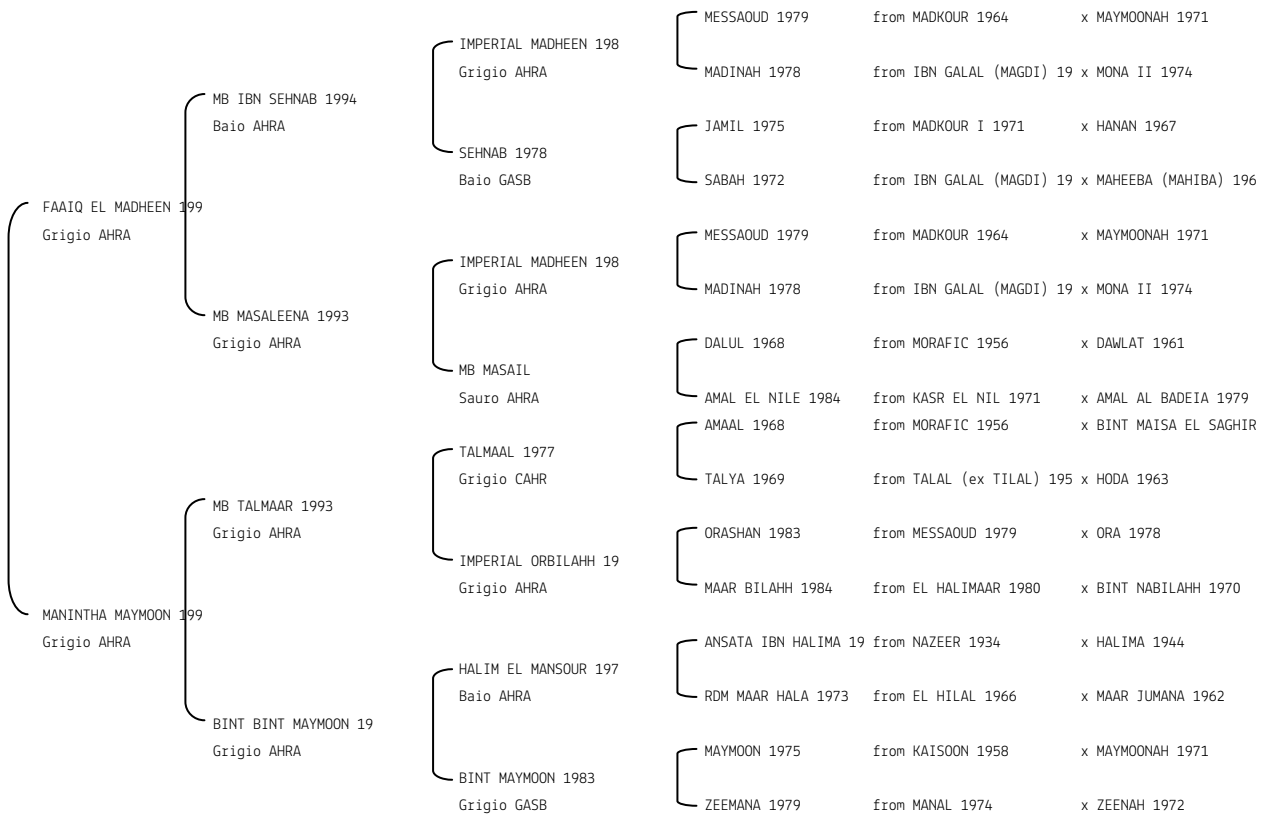 MESSAOUD 1979 from MADKOUR 1964 x MAYMOONAH 1971
IMPERIAL MADHEEN 198
Grigio AHRA
MADINAH 1978 from IBN GALAL (MAGDI) 19 x MONA II 1974
MB IBN SEHNAB 1994
Baio AHRA
JAMIL 1975 from MADKOUR I 1971 x HANAN 1967
SEHNAB 1978
Baio GASB
SABAH 1972 from IBN GALAL (MAGDI) 19 x MAHEEBA (MAHIBA) 196
FAAIQ EL MADHEEN 199
Grigio AHRA
MESSAOUD 1979 from MADKOUR 1964 x MAYMOONAH 1971
IMPERIAL MADHEEN 198
Grigio AHRA
MADINAH 1978 from IBN GALAL (MAGDI) 19 x MONA II 1974
MB MASALEENA 1993
Grigio AHRA
DALUL 1968 from MORAFIC 1956 x DAWLAT 1961
MB MASAIL
Sauro AHRA
AMAL EL NILE 1984 from KASR EL NIL 1971 x AMAL AL BADEIA 1979
AMAAL 1968 from MORAFIC 1956 x BINT MAISA EL SAGHIR
TALMAAL 1977
Grigio CAHR
TALYA 1969 from TALAL (ex TILAL) 195 x HODA 1963
MB TALMAAR 1993
Grigio AHRA
ORASHAN 1983 from MESSAOUD 1979 x ORA 1978
IMPERIAL ORBILAHH 19
Grigio AHRA
MAAR BILAHH 1984 from EL HALIMAAR 1980 x BINT NABILAHH 1970
MANINTHA MAYMOON 199
Grigio AHRA
ANSATA IBN HALIMA 19 from NAZEER 1934 x HALIMA 1944
HALIM EL MANSOUR 197
Baio AHRA
RDM MAAR HALA 1973 from EL HILAL 1966 x MAAR JUMANA 1962
BINT BINT MAYMOON 19
Grigio AHRA
MAYMOON 1975 from KAISOON 1958 x MAYMOONAH 1971
BINT MAYMOON 1983
Grigio GASB
ZEEMANA 1979 from MANAL 1974 x ZEENAH 1972